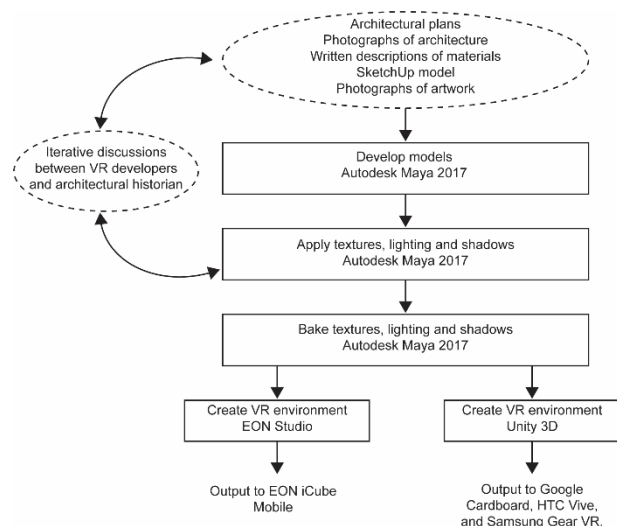 Architectural plans
Photographs of architecture
Written descriptions of materials
SketchUp model
Photographs of artwork
Iterative discussions
between VR developers
and architectural historian
Develop models
Autodesk Maya 2017
Apply textures, lighting and shadows
Autodesk Maya 2017
Bake textures, lighting and shadows
Autodesk Maya 2017
Create VR environment
EON Studio
Create VR environment
Unity 3D
Output to EON iCube
Mobile
Output to Google
Cardboard, HTC Vive,
and Samsung Gear VR.